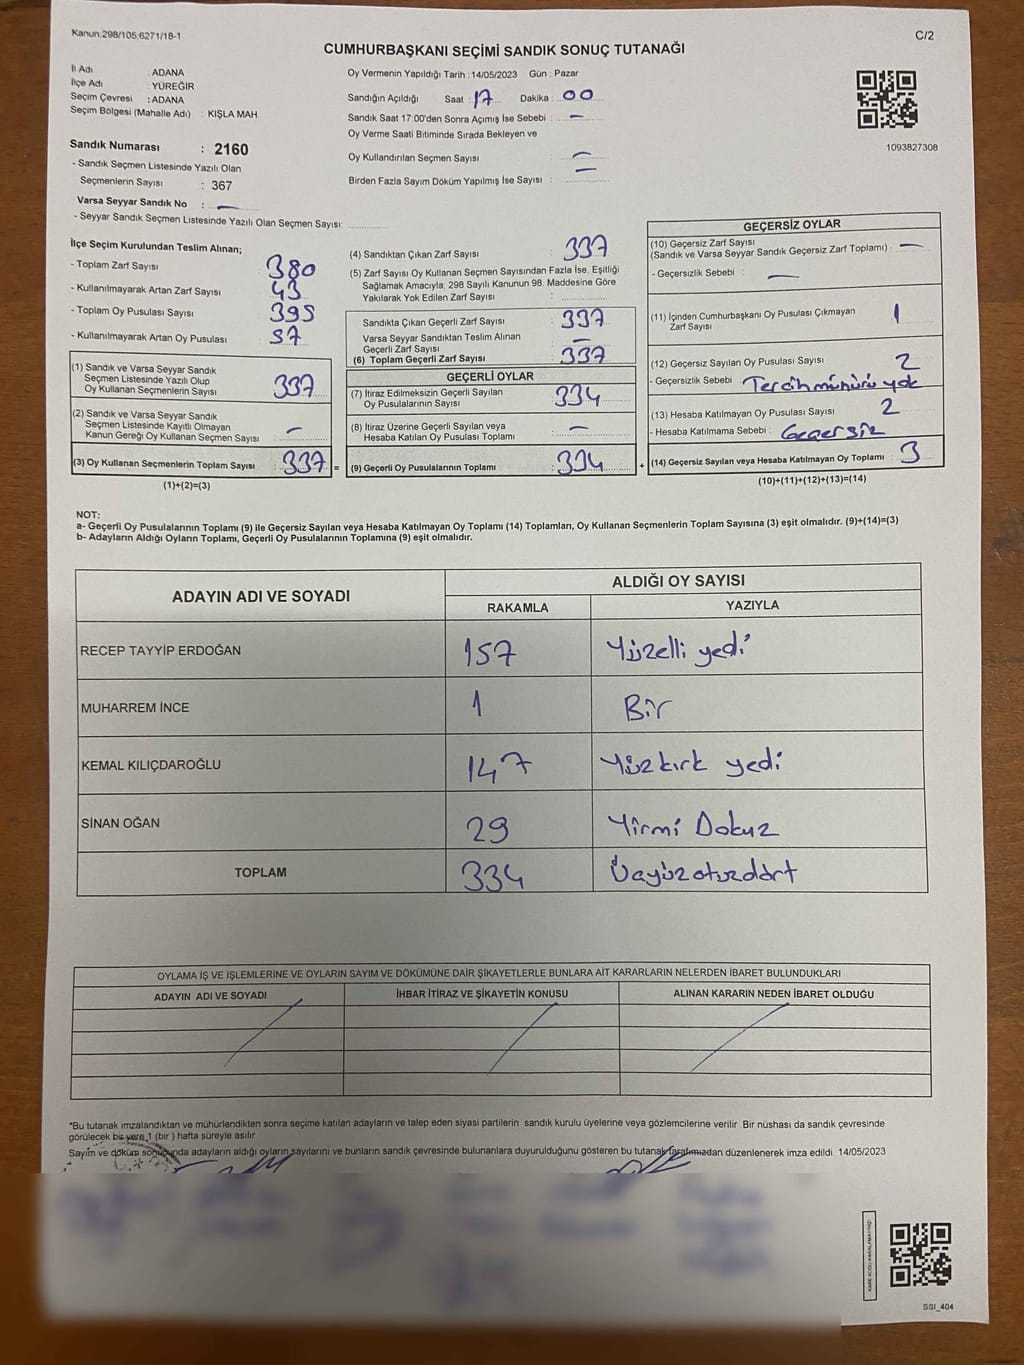 Kanun:298/105;6271/18-1
C/2
CUMHURBAŞKANI SEÇİMİ SANDIK SONUÇ TUTANAĞI
İl Adı : ADANA
İlçe Adı : YÜREĞİR
Seçim Çevresi : ADANA
Seçim Bölgesi (Mahalle Adı) : KIŞLA MAH.
Oy Vermenin Yapıldığı Tarih : 14/05/2023 Gün : Pazar
Sandığın Açıldığı Saat : 17 Dakika : 00
Sandık Saat 17.00'den Sonra Açımış İse Sebebi : —
Oy Verme Saati Bitiminde Sırada Bekleyen ve
Oy Kullandırılan Seçmen Sayısı : —
Birden Fazla Sayım Döküm Yapılmış İse Sayısı : —
1093827308
Sandık Numarası : 2160
- Sandık Seçmen Listesinde Yazılı Olan
Seçmenlerin Sayısı : 367
Varsa Seyyar Sandık No : —
- Seyyar Sandık Seçmen Listesinde Yazılı Olan Seçmen Sayısı:
İlçe Seçim Kurulundan Teslim Alınan;
- Toplam Zarf Sayısı : 380
- Kullanılmayarak Artan Zarf Sayısı : 43
- Toplam Oy Pusulası Sayısı : 395
- Kullanılmayarak Artan Oy Pusulası : 57
(1) Sandık ve Varsa Seyyar Sandık
Seçmen Listesinde Yazılı Olup
Oy Kullanan Seçmenlerin Sayısı : 337
(2) Sandık ve Varsa Seyyar Sandık
Seçmen Listesinde Kayıtlı Olmayan
Kanun Gereği Oy Kullanan Seçmen Sayısı : —
(3) Oy Kullanan Seçmenlerin Toplam Sayısı : 337 =
(1)+(2)=(3)
(4) Sandıktan Çıkan Zarf Sayısı : 337
(5) Zarf Sayısı Oy Kullanan Seçmen Sayısından Fazla İse, Eşitliği
Sağlamak Amacıyla; 298 Sayılı Kanunun 98. Maddesine Göre
Yakılarak Yok Edilen Zarf Sayısı :
Sandıkta Çıkan Geçerli Zarf Sayısı : 337
Varsa Seyyar Sandıktan Teslim Alınan
Geçerli Zarf Sayısı : —
(6) Toplam Geçerli Zarf Sayısı : 337
GEÇERLİ OYLAR
(7) İtiraz Edilmeksizin Geçerli Sayılan
Oy Pusulalarının Sayısı : 334
(8) İtiraz Üzerine Geçerli Sayılan veya
Hesaba Katılan Oy Pusulası Toplamı : —
(9) Geçerli Oy Pusulalarının Toplamı : 334 +
GEÇERSİZ OYLAR
(10) Geçersiz Zarf Sayısı
(Sandık ve Varsa Seyyar Sandık Geçersiz Zarf Toplamı) : —
- Geçersizlik Sebebi : —
(11) İçinden Cumhurbaşkanı Oy Pusulası Çıkmayan
Zarf Sayısı : 1
(12) Geçersiz Sayılan Oy Pusulası Sayısı : 2
- Geçersizlik Sebebi : Tercih mühürü yok
(13) Hesaba Katılmayan Oy Pusulası Sayısı : 2
- Hesaba Katılmama Sebebi : Geçersiz
(14) Geçersiz Sayılan veya Hesaba Katılmayan Oy Toplamı : 3
(10)+(11)+(12)+(13)=(14)
NOT:
a- Geçerli Oy Pusulalarının Toplamı (9) ile Geçersiz Sayılan veya Hesaba Katılmayan Oy Toplamı (14) Toplamları, Oy Kullanan Seçmenlerin Toplam Sayısına (3) eşit olmalıdır. (9)+(14)=(3)
b- Adayların Aldığı Oyların Toplamı, Geçerli Oy Pusulalarının Toplamına (9) eşit olmalıdır.
ADAYIN ADI VE SOYADI
ALDIĞI OY SAYISI
RAKAMLA YAZIYLA
RECEP TAYYİP ERDOĞAN 157 Yüzelli yedi
MUHARREM İNCE 1 Bir
KEMAL KILIÇDAROĞLU 147 Yüz kırk yedi
SİNAN OĞAN 29 Yirmi Dokuz
TOPLAM 334 Üçyüzotuzdört
OYLAMA İŞ VE İŞLEMLERİNE VE OYLARIN SAYIM VE DÖKÜMÜNE DAİR ŞİKAYETLERLE BUNLARA AİT KARARLARIN NELERDEN İBARET BULUNDUKLARI
ADAYIN ADI VE SOYADI İHBAR İTİRAZ VE ŞİKAYETİN KONUSU ALINAN KARARIN NEDEN İBARET OLDUĞU
*Bu tutanak imzalandıktan ve mühürlendikten sonra seçime katılan adayların ve talep eden siyasi partilerin sandık kurulu üyelerine veya gözlemcilerine verilir. Bir nüshası da sandık çevresinde
görülecek bir yere 1 (bir ) hafta süreyle asılır
Sayım ve döküm sonucunda adayların aldığı oyların sayılarını ve bunların sandık çevresinde bulunanlara duyurulduğunu gösteren bu tutanak tarafımızdan düzenlenerek imza edildi. 14/05/2023
SSI_404